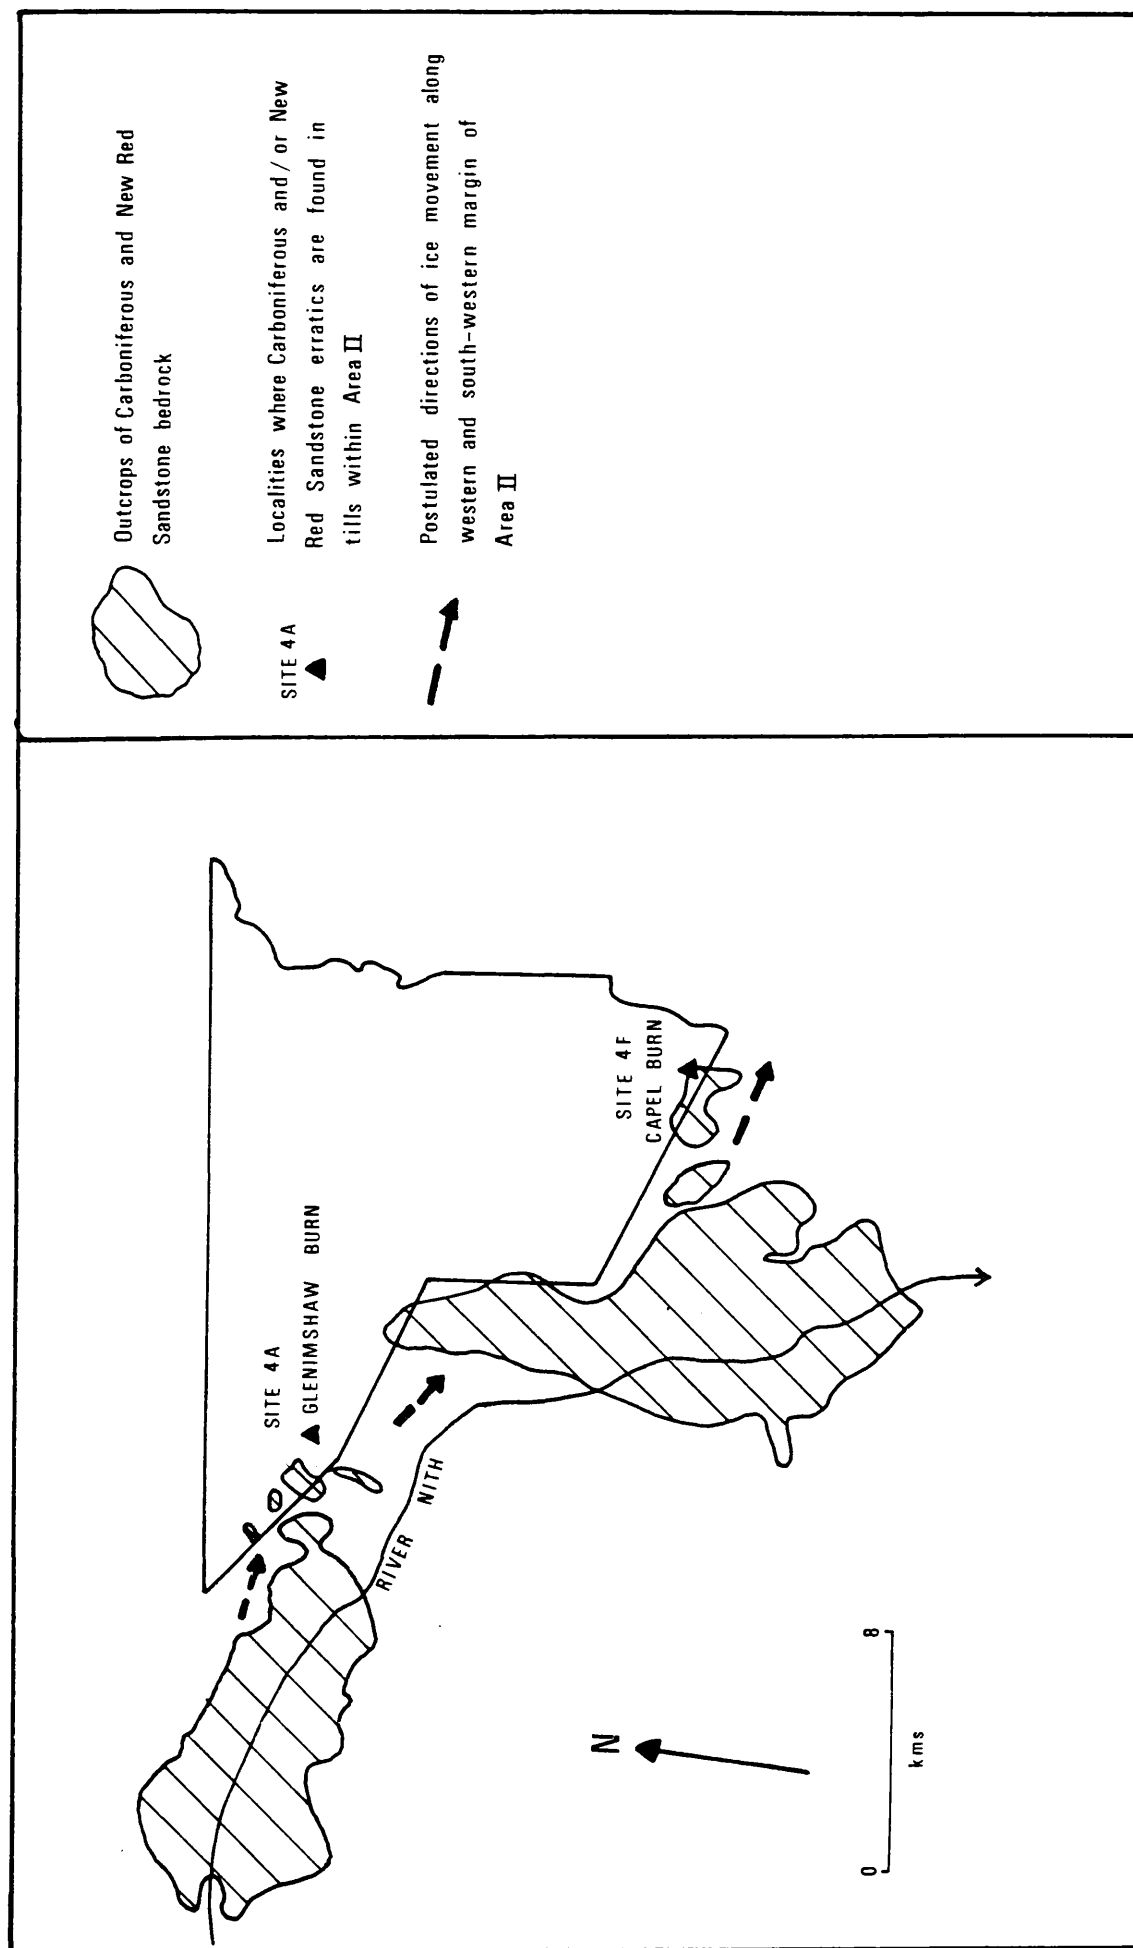 Outcrops of Carboniferous and New Red
Sandstone bedrock
SITE 4A
Localities where Carboniferous and/or New
Red Sandstone erratics are found in
tills within Area II
Postulated directions of ice movement along
western and south-western margin of
Area II
SITE 4A
GLENIMSHAW BURN
SITE 4F
CAPEL BURN
RIVER NITH
N
0 8
kms